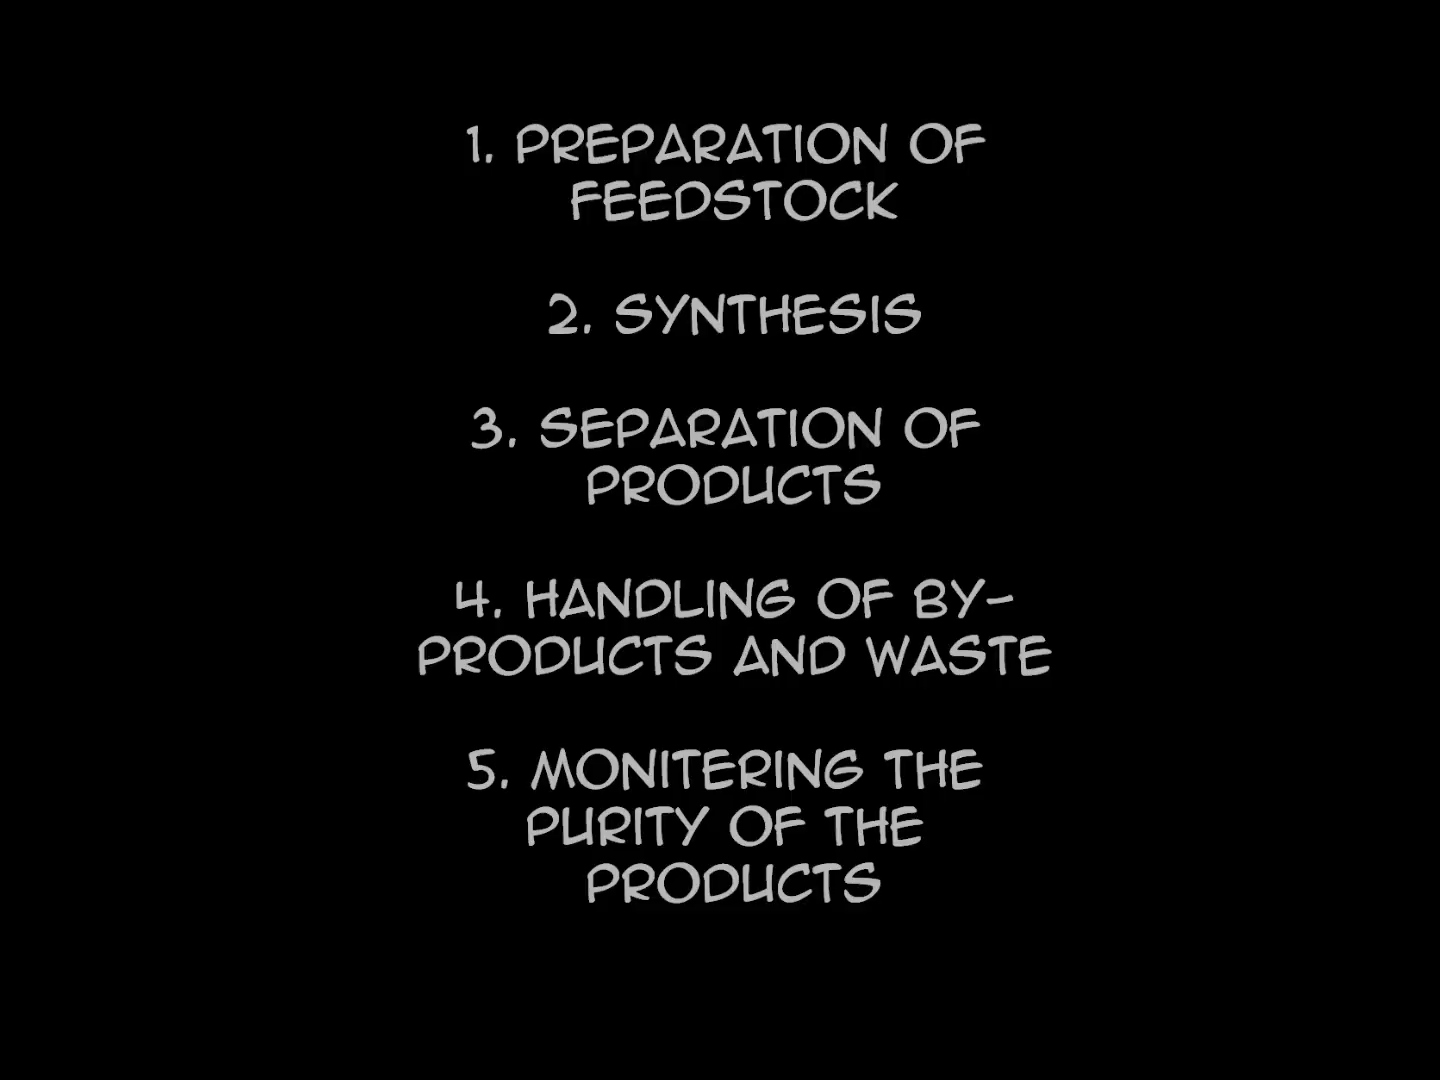 1. PREPARATION OF
FEEDSTOCK
2. SYNTHESIS
3. SEPARATION OF
PRODUCTS
4. HANDLING OF BY-
PRODUCTS AND WASTE
5. MONITERING THE
PURITY OF THE
PRODUCTS